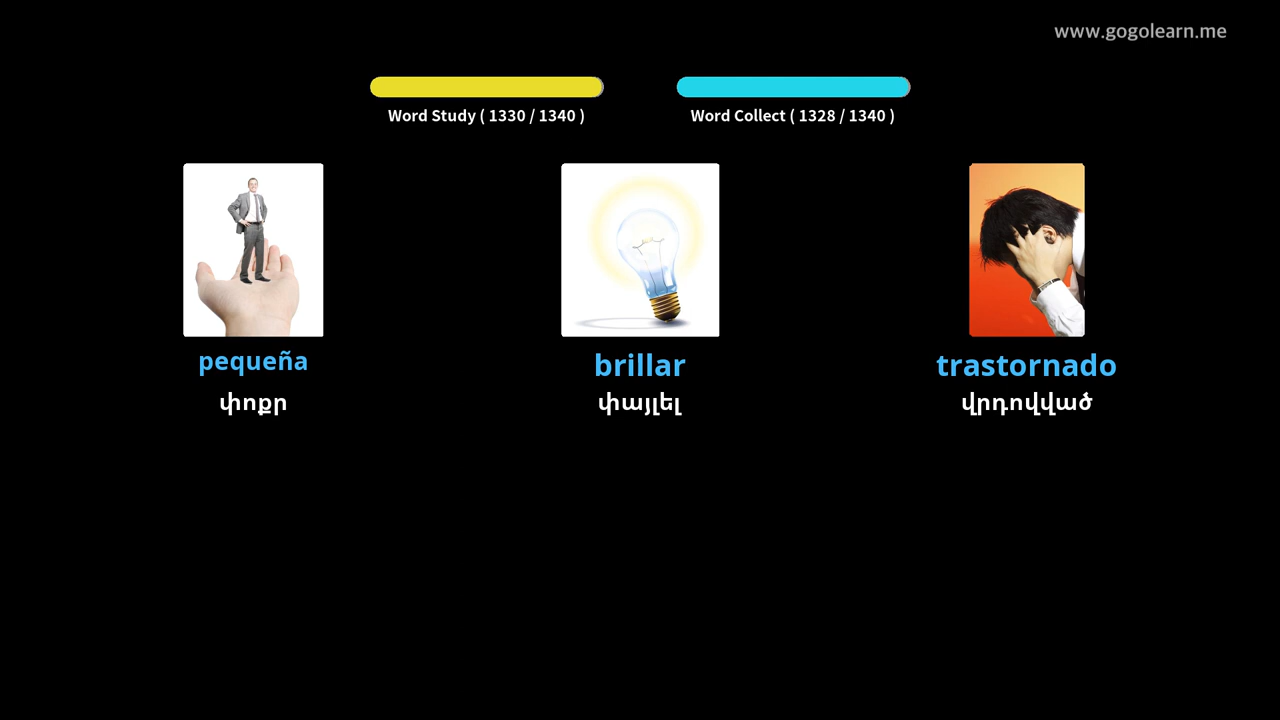 www.gogolearn.me
Word Study ( 1330 / 1340 )
Word Collect ( 1328 / 1340 )
pequeña
brillar
trastornado
փոքր
փայլել
վրդովված